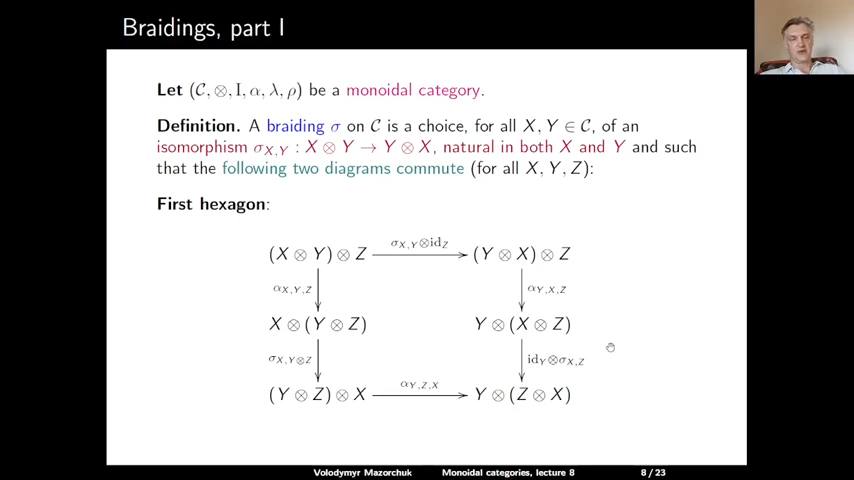 Braidings, part I
Let (𝒞, ⊗, I, α, λ, ρ) be a monoidal category.
Definition. A braiding σ on 𝒞 is a choice, for all X, Y ∈ 𝒞, of an
isomorphism σ_{X,Y} : X ⊗ Y → Y ⊗ X, natural in both X and Y and such
that the following two diagrams commute (for all X, Y, Z):
First hexagon:
(X ⊗ Y) ⊗ Z σ_{X,Y}⊗id_Z (Y ⊗ X) ⊗ Z
α_{X,Y,Z} α_{Y,X,Z}
X ⊗ (Y ⊗ Z) Y ⊗ (X ⊗ Z)
σ_{X,Y⊗Z} id_Y⊗σ_{X,Z}
(Y ⊗ Z) ⊗ X α_{Y,Z,X} Y ⊗ (Z ⊗ X)
Volodymyr Mazorchuk Monoidal categories, lecture 8 8 / 23